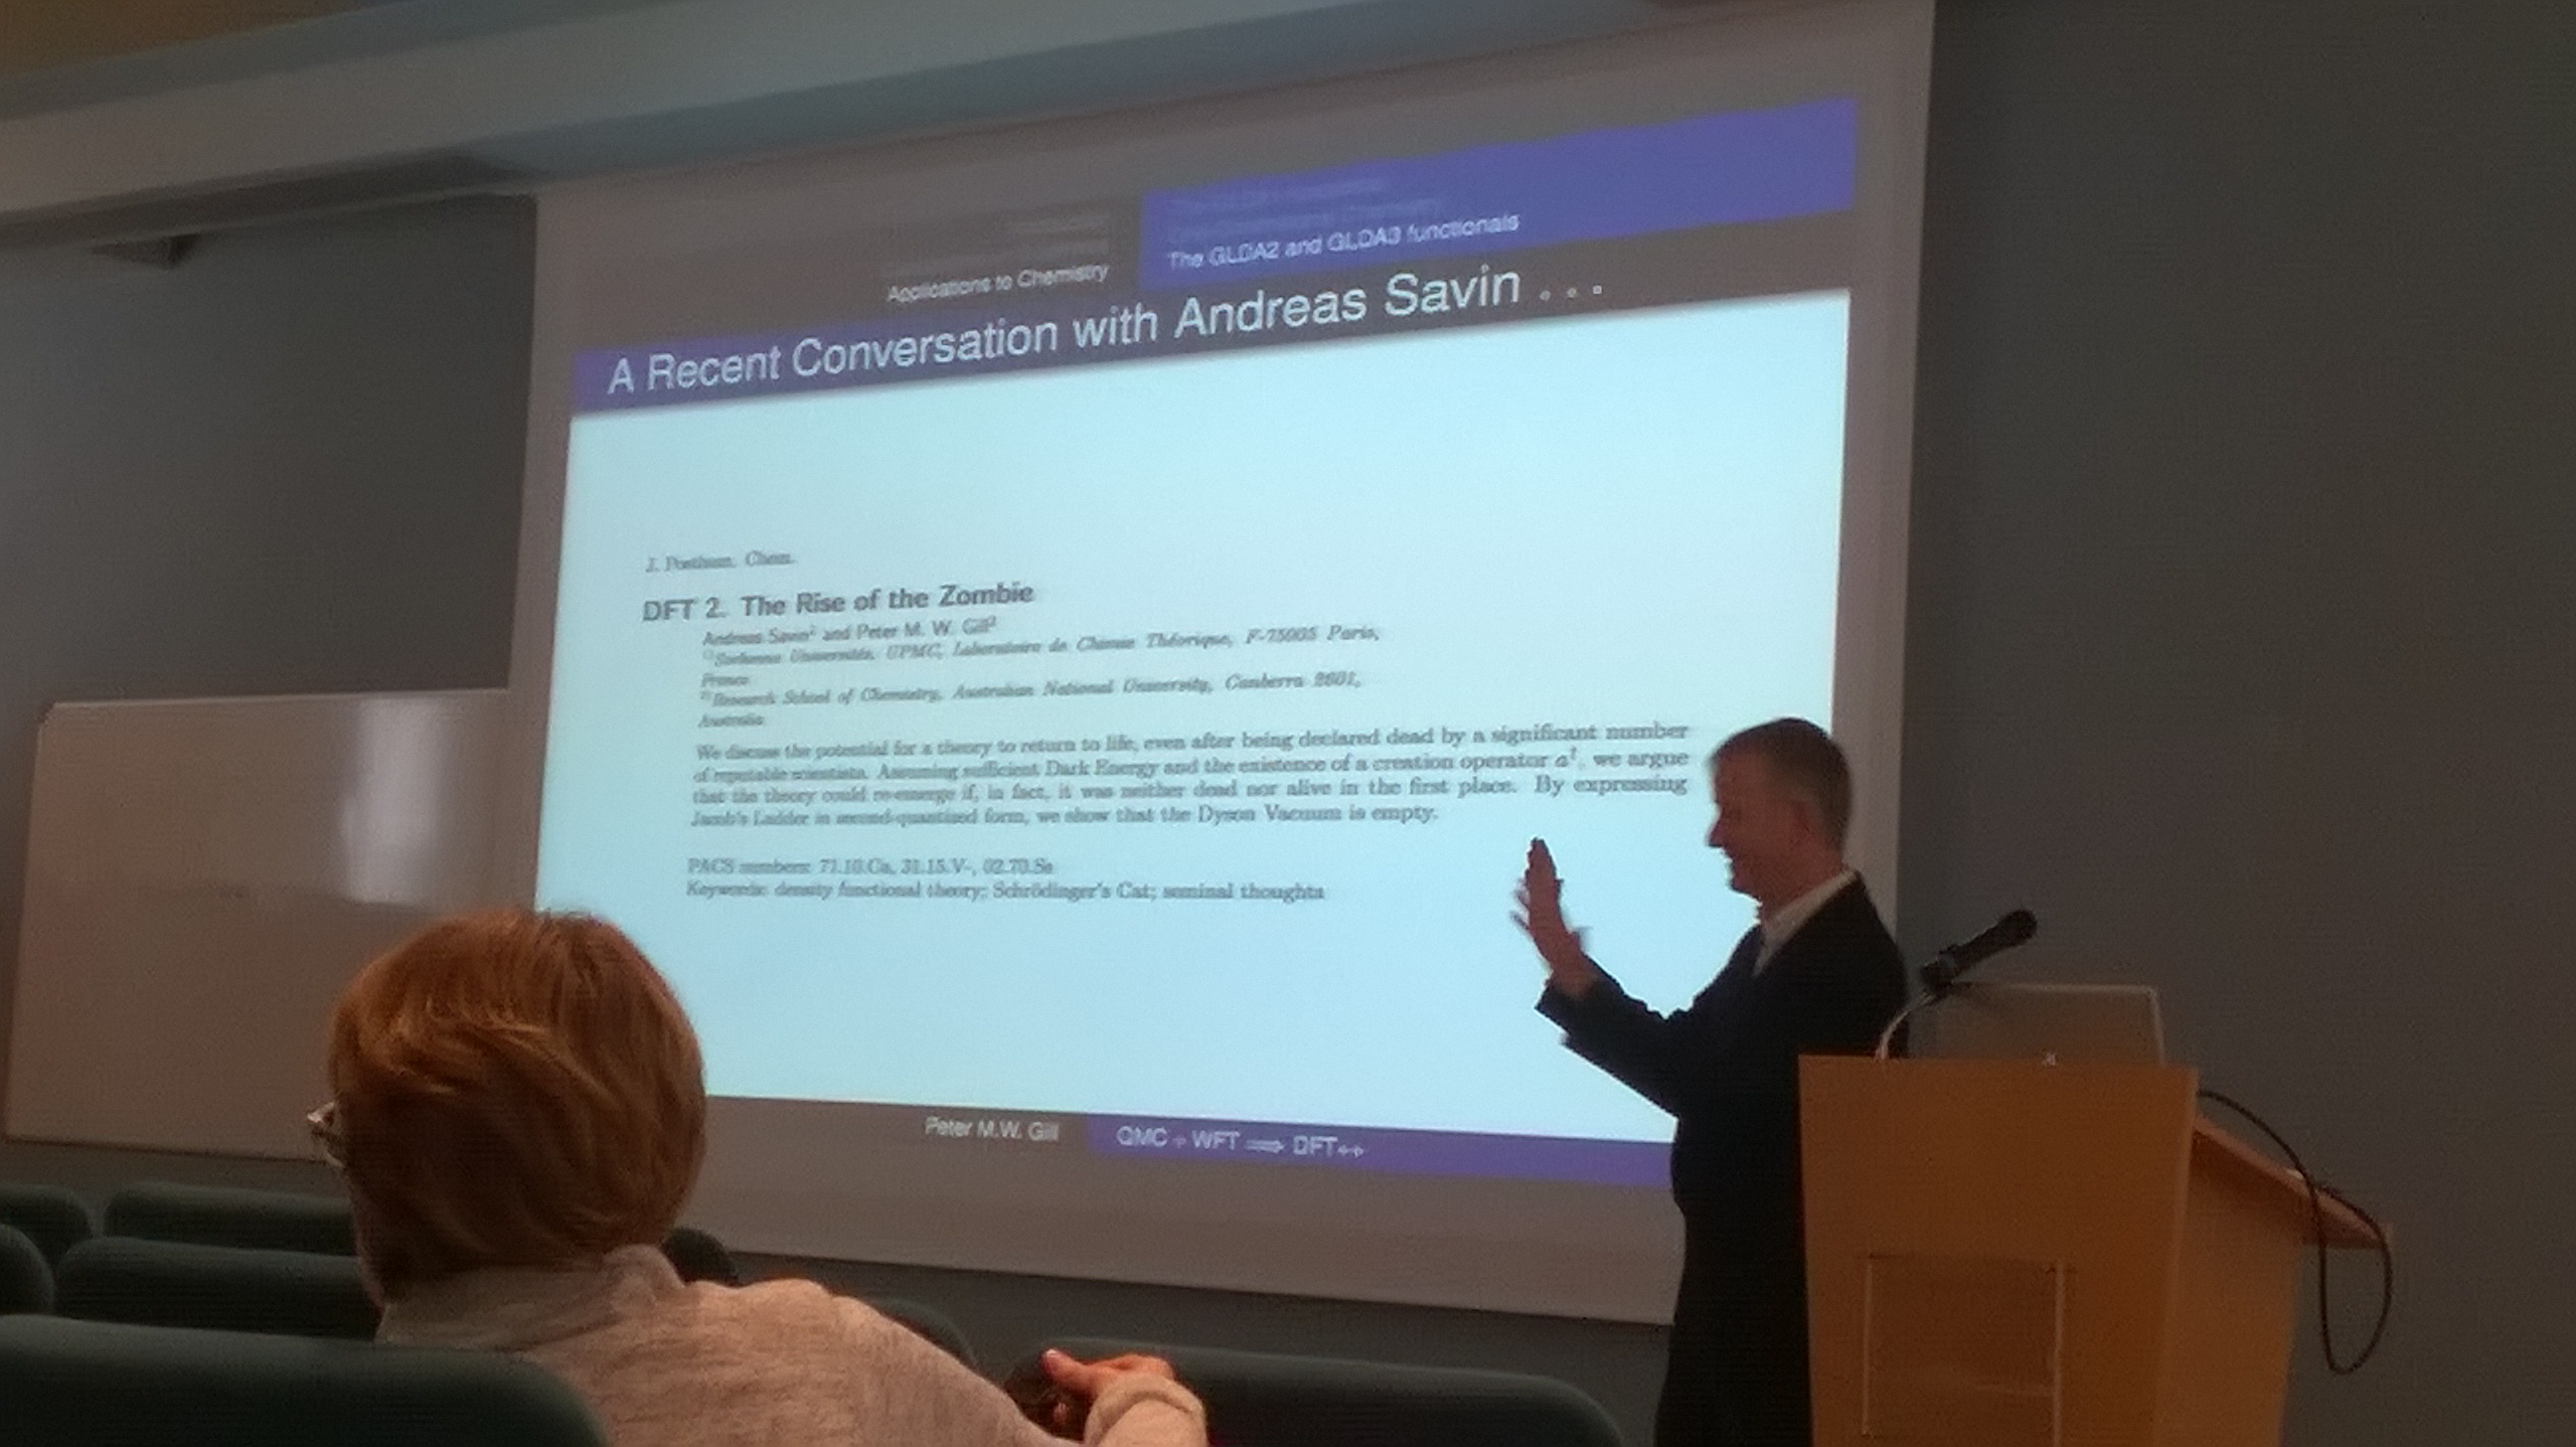 The GLDA2 and GLDA3 functionals
Applications to Chemistry
A Recent Conversation with Andreas Savin . . .
J. Posthum. Chem.
DFT 2. The Rise of the Zombie
Andreas Savin¹ and Peter M. W. Gill²
¹⁾Sorbonne Universités, UPMC, Laboratoire de Chimie Théorique, F-75005 Paris,
France
²⁾Research School of Chemistry, Australian National University, Canberra 2601,
Australia
We discuss the potential for a theory to return to life, even after being declared dead by a significant number
of reputable scientists. Assuming sufficient Dark Energy and the existence of a creation operator a†, we argue
that the theory could re-emerge if, in fact, it was neither dead nor alive in the first place. By expressing
Jacob's Ladder in second-quantized form, we show that the Dyson Vacuum is empty.
PACS numbers: 71.10.Ca, 31.15.V-, 02.70.Ss
Keywords: density functional theory; Schrödinger's Cat; seminal thoughts
Peter M.W. Gill
QMC + WFT ⟹ DFT++